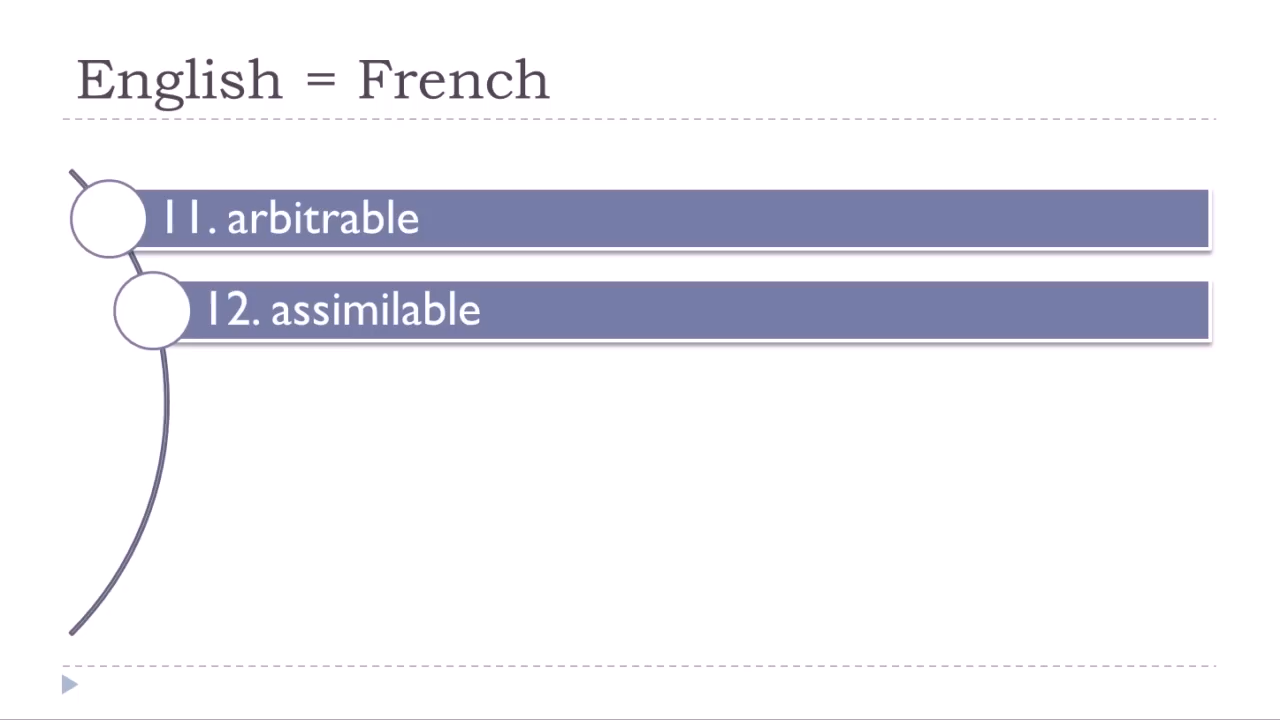 English = French
11. arbitrable
12. assimilable